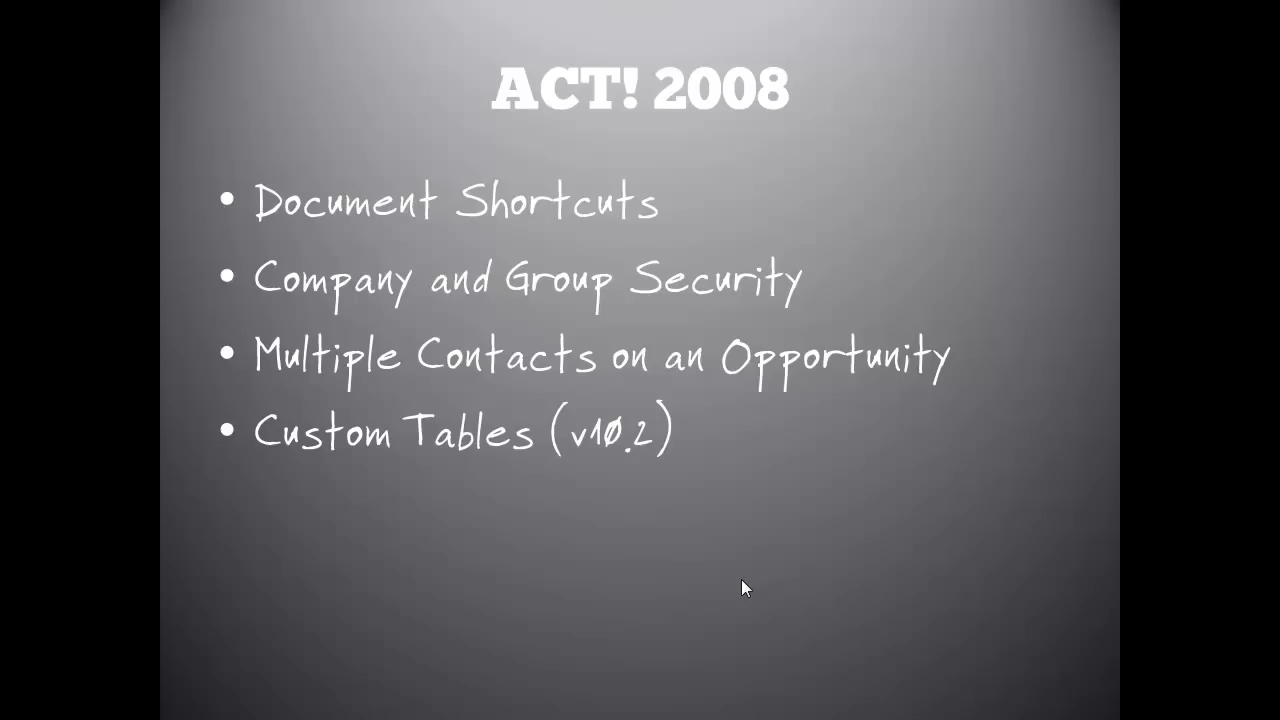 ACT! 2008
• Document Shortcuts
• Company and Group Security
• Multiple Contacts on an Opportunity
• Custom Tables (v10.2)